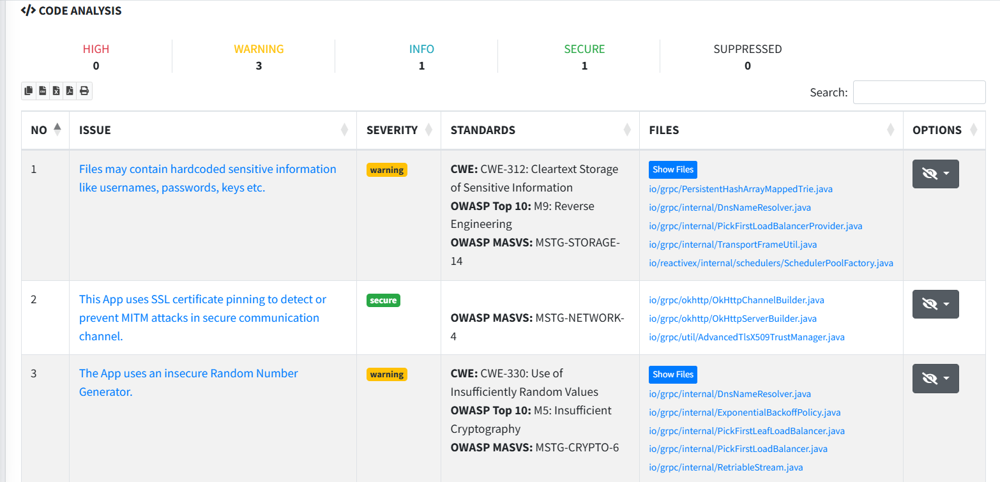 </> CODE ANALYSIS
HIGH
0
WARNING
3
INFO
1
SECURE
1
SUPPRESSED
0
Search:
NO
ISSUE
SEVERITY
STANDARDS
FILES
OPTIONS
1
Files may contain hardcoded sensitive information
like usernames, passwords, keys etc.
warning
CWE: CWE-312: Cleartext Storage
of Sensitive Information
OWASP Top 10: M9: Reverse
Engineering
OWASP MASVS: MSTG-STORAGE-
14
Show Files
io/grpc/PersistentHashArrayMappedTrie.java
io/grpc/internal/DnsNameResolver.java
io/grpc/internal/PickFirstLoadBalancerProvider.java
io/grpc/internal/TransportFrameUtil.java
io/reactivex/internal/schedulers/SchedulerPoolFactory.java
2
This App uses SSL certificate pinning to detect or
prevent MITM attacks in secure communication
channel.
secure
OWASP MASVS: MSTG-NETWORK-
4
io/grpc/okhttp/OkHttpChannelBuilder.java
io/grpc/okhttp/OkHttpServerBuilder.java
io/grpc/util/AdvancedTlsX509TrustManager.java
3
The App uses an insecure Random Number
Generator.
warning
CWE: CWE-330: Use of
Insufficiently Random Values
OWASP Top 10: M5: Insufficient
Cryptography
OWASP MASVS: MSTG-CRYPTO-6
Show Files
io/grpc/internal/DnsNameResolver.java
io/grpc/internal/ExponentialBackoffPolicy.java
io/grpc/internal/PickFirstLeafLoadBalancer.java
io/grpc/internal/PickFirstLoadBalancer.java
io/grpc/internal/RetriableStream.java